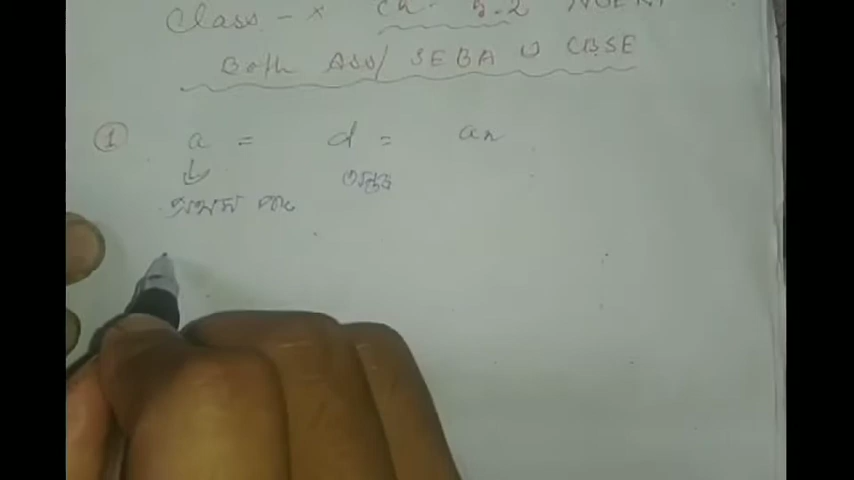 Class - X Ch. 5.2 NCERT
Both Ass/ SEBA ও CBSE
① a = d = an
↓ অন্তৰ
প্ৰথম পদ